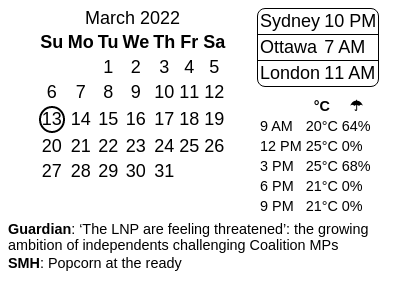 March 2022
Su Mo Tu We Th Fr Sa
1 2 3 4 5
6 7 8 9 10 11 12
13 14 15 16 17 18 19
20 21 22 23 24 25 26
27 28 29 30 31
Sydney 10 PM
Ottawa 7 AM
London 11 AM
°C ☂
9 AM 20°C 64%
12 PM 25°C 0%
3 PM 25°C 68%
6 PM 21°C 0%
9 PM 21°C 0%
Guardian: ‘The LNP are feeling threatened’: the growing
ambition of independents challenging Coalition MPs
SMH: Popcorn at the ready